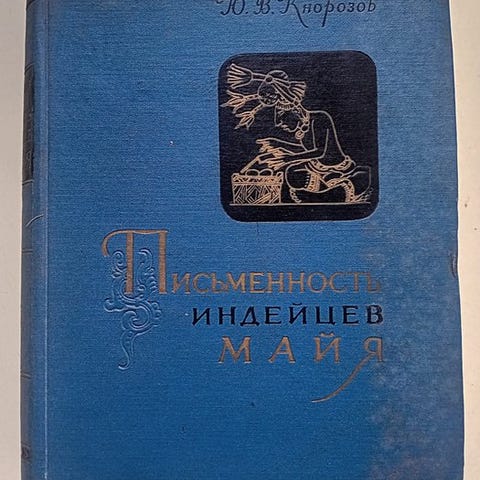 Ю. В. Кнорозов
Письменность
индейцев
майя